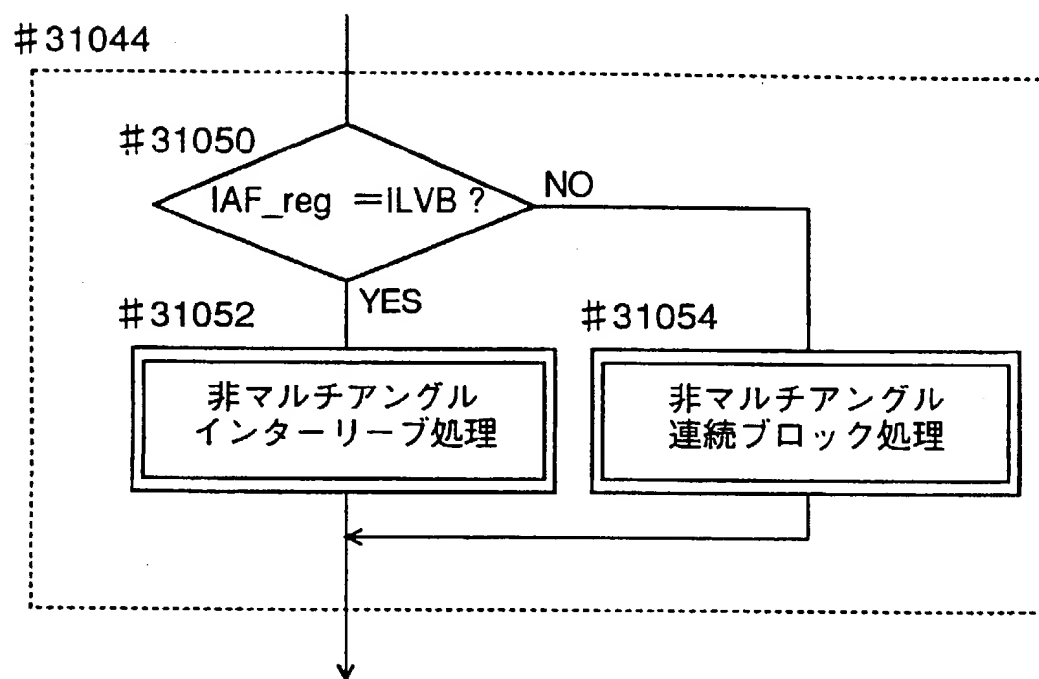 #31044
#31050
IAF_reg =ILVB ?
NO
YES
#31052
#31054
非マルチアングル
インターリーブ処理
非マルチアングル
連続ブロック処理